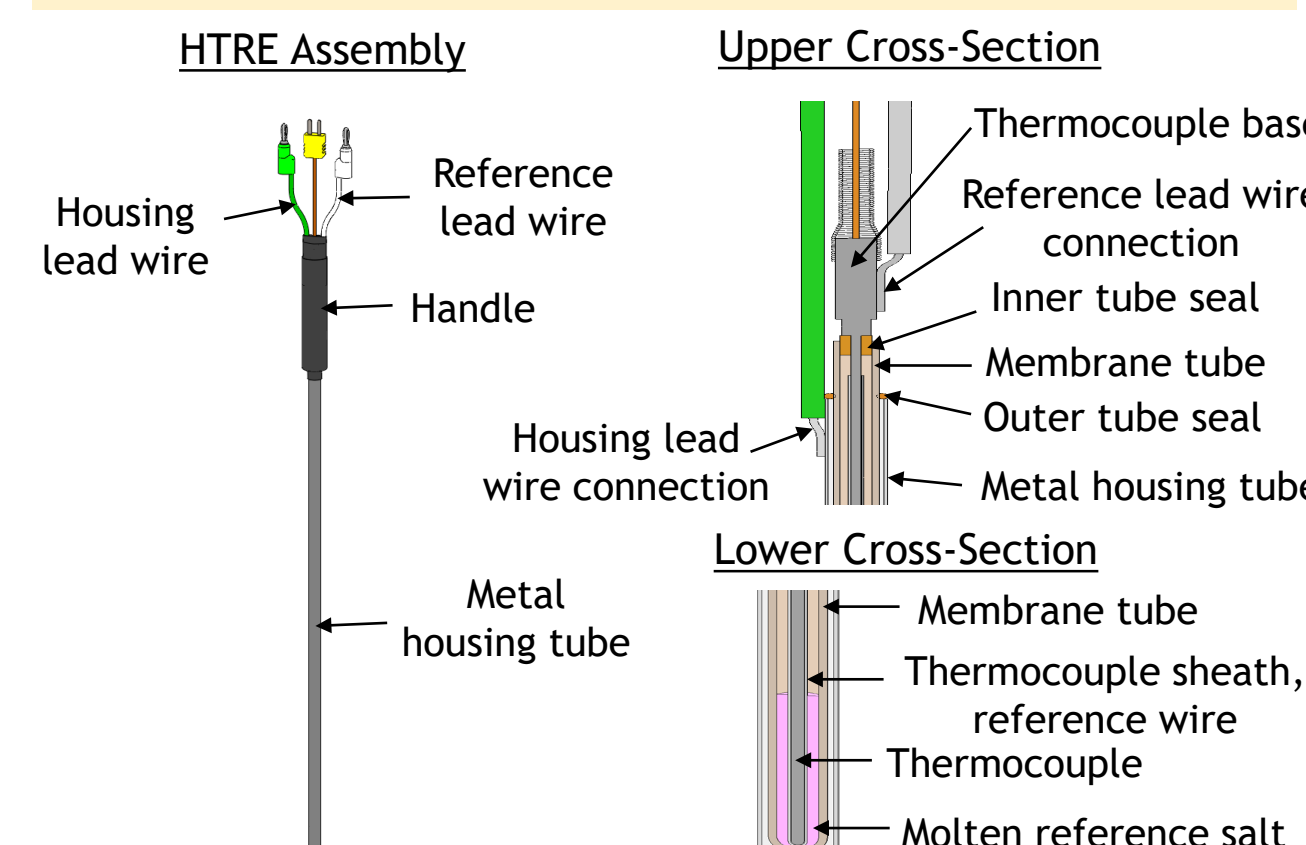 HTRE Assembly
Housing
lead wire
Reference
lead wire
Handle
Metal
housing tube
Upper Cross-Section
Thermocouple base
Reference lead wire
connection
Inner tube seal
Membrane tube
Outer tube seal
Housing lead
wire connection
Metal housing tube
Lower Cross-Section
Membrane tube
Thermocouple sheath,
reference wire
Thermocouple
Molten reference salt